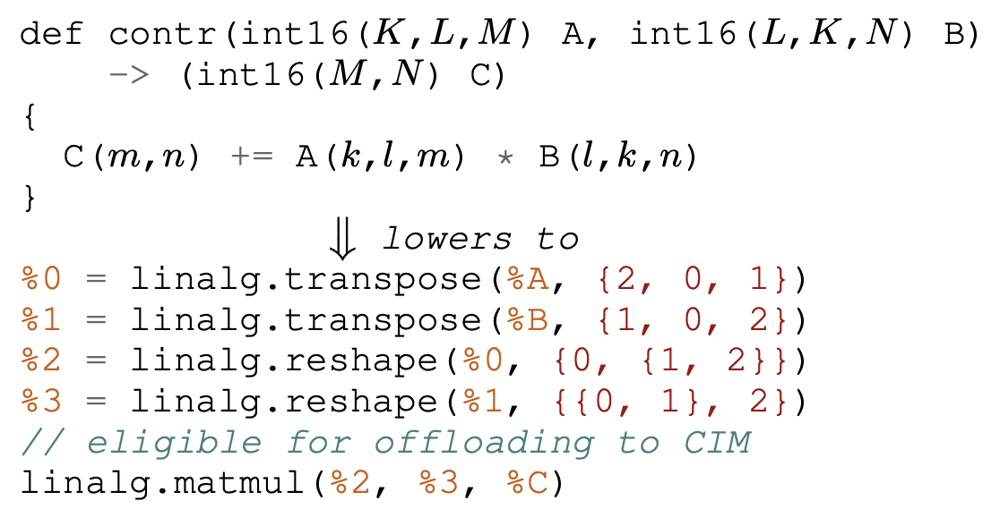 def contr(int16(K,L,M) A, int16(L,K,N) B)
-> (int16(M,N) C)
{
C(m,n) += A(k,l,m) * B(l,k,n)
}
⇓ lowers to
%0 = linalg.transpose(%A, {2, 0, 1})
%1 = linalg.transpose(%B, {1, 0, 2})
%2 = linalg.reshape(%0, {0, {1, 2}})
%3 = linalg.reshape(%1, {{0, 1}, 2})
// eligible for offloading to CIM
linalg.matmul(%2, %3, %C)